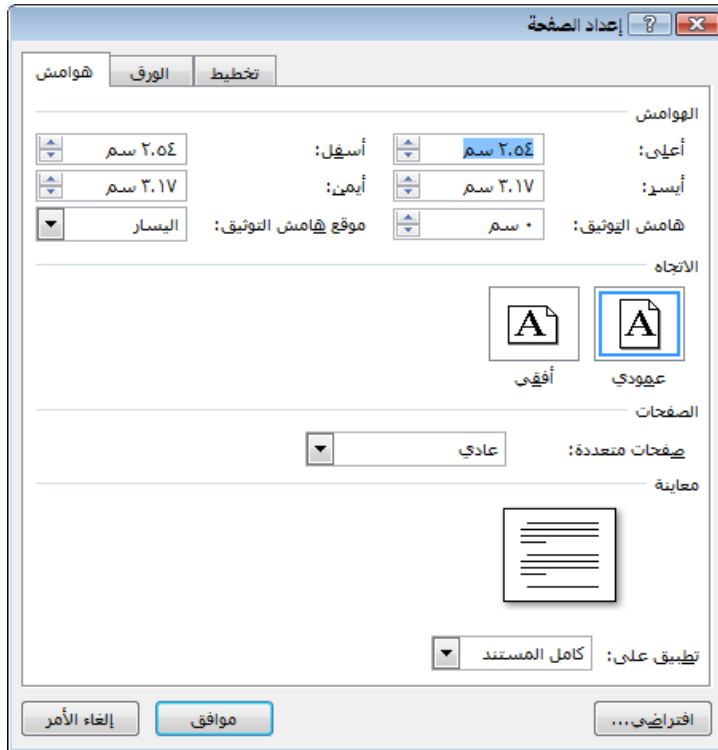 إعداد الصفحة
هوامش الورق تخطيط
الهوامش
أعلى: ٢.٥٤ سم أسفل: ٢.٥٤ سم
أيسر: ٣.١٧ سم أيمن: ٣.١٧ سم
هامش التوثيق: ٠ سم موقع هامش التوثيق: اليسار
الاتجاه
A A
عمودي أفقي
الصفحات
صفحات متعددة: عادي
معاينة
تطبيق على: كامل المستند
افتراضي... موافق إلغاء الأمر